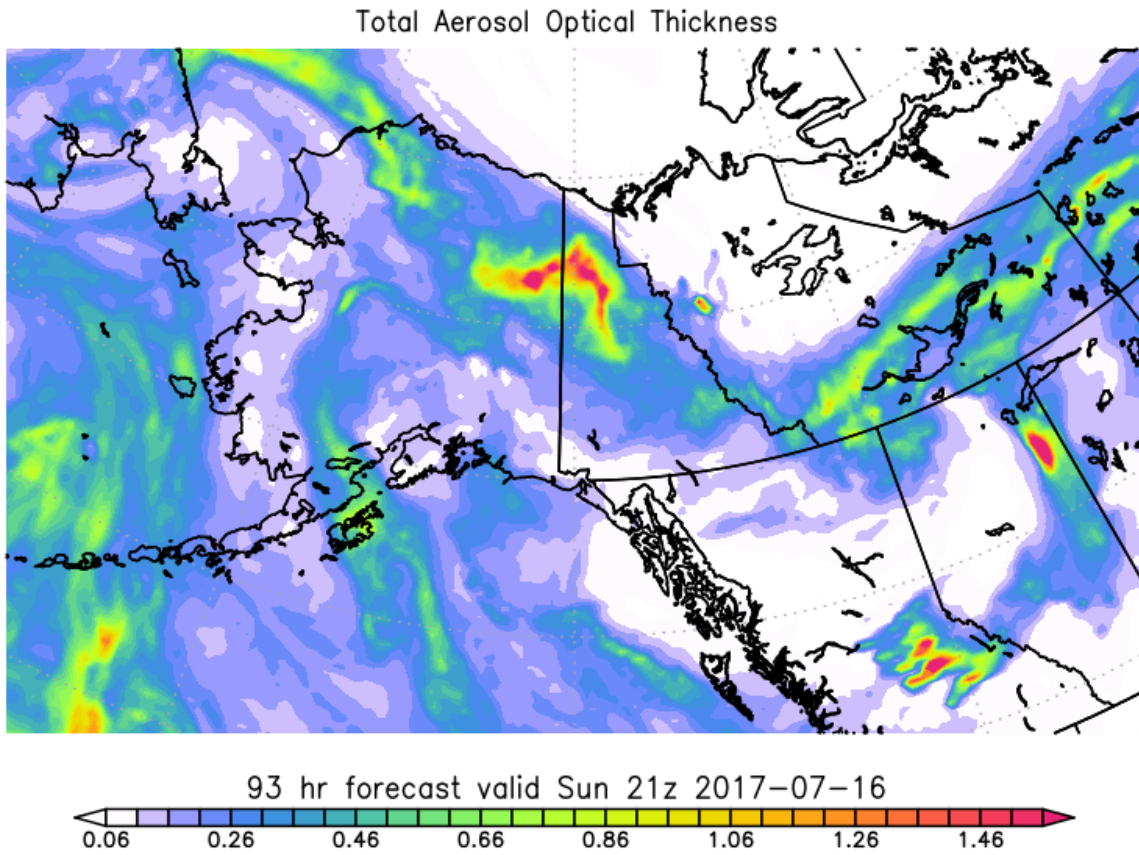 Total Aerosol Optical Thickness
93 hr forecast valid Sun 21z 2017-07-16
0.06 0.26 0.46 0.66 0.86 1.06 1.26 1.46